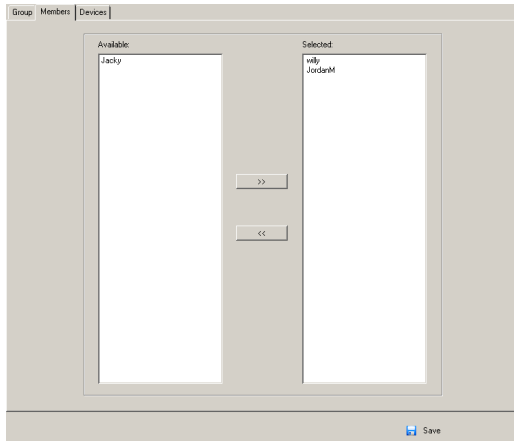 Group Members Devices
Available: Selected:
Jacky willy
JordanM
>>
<<
Save